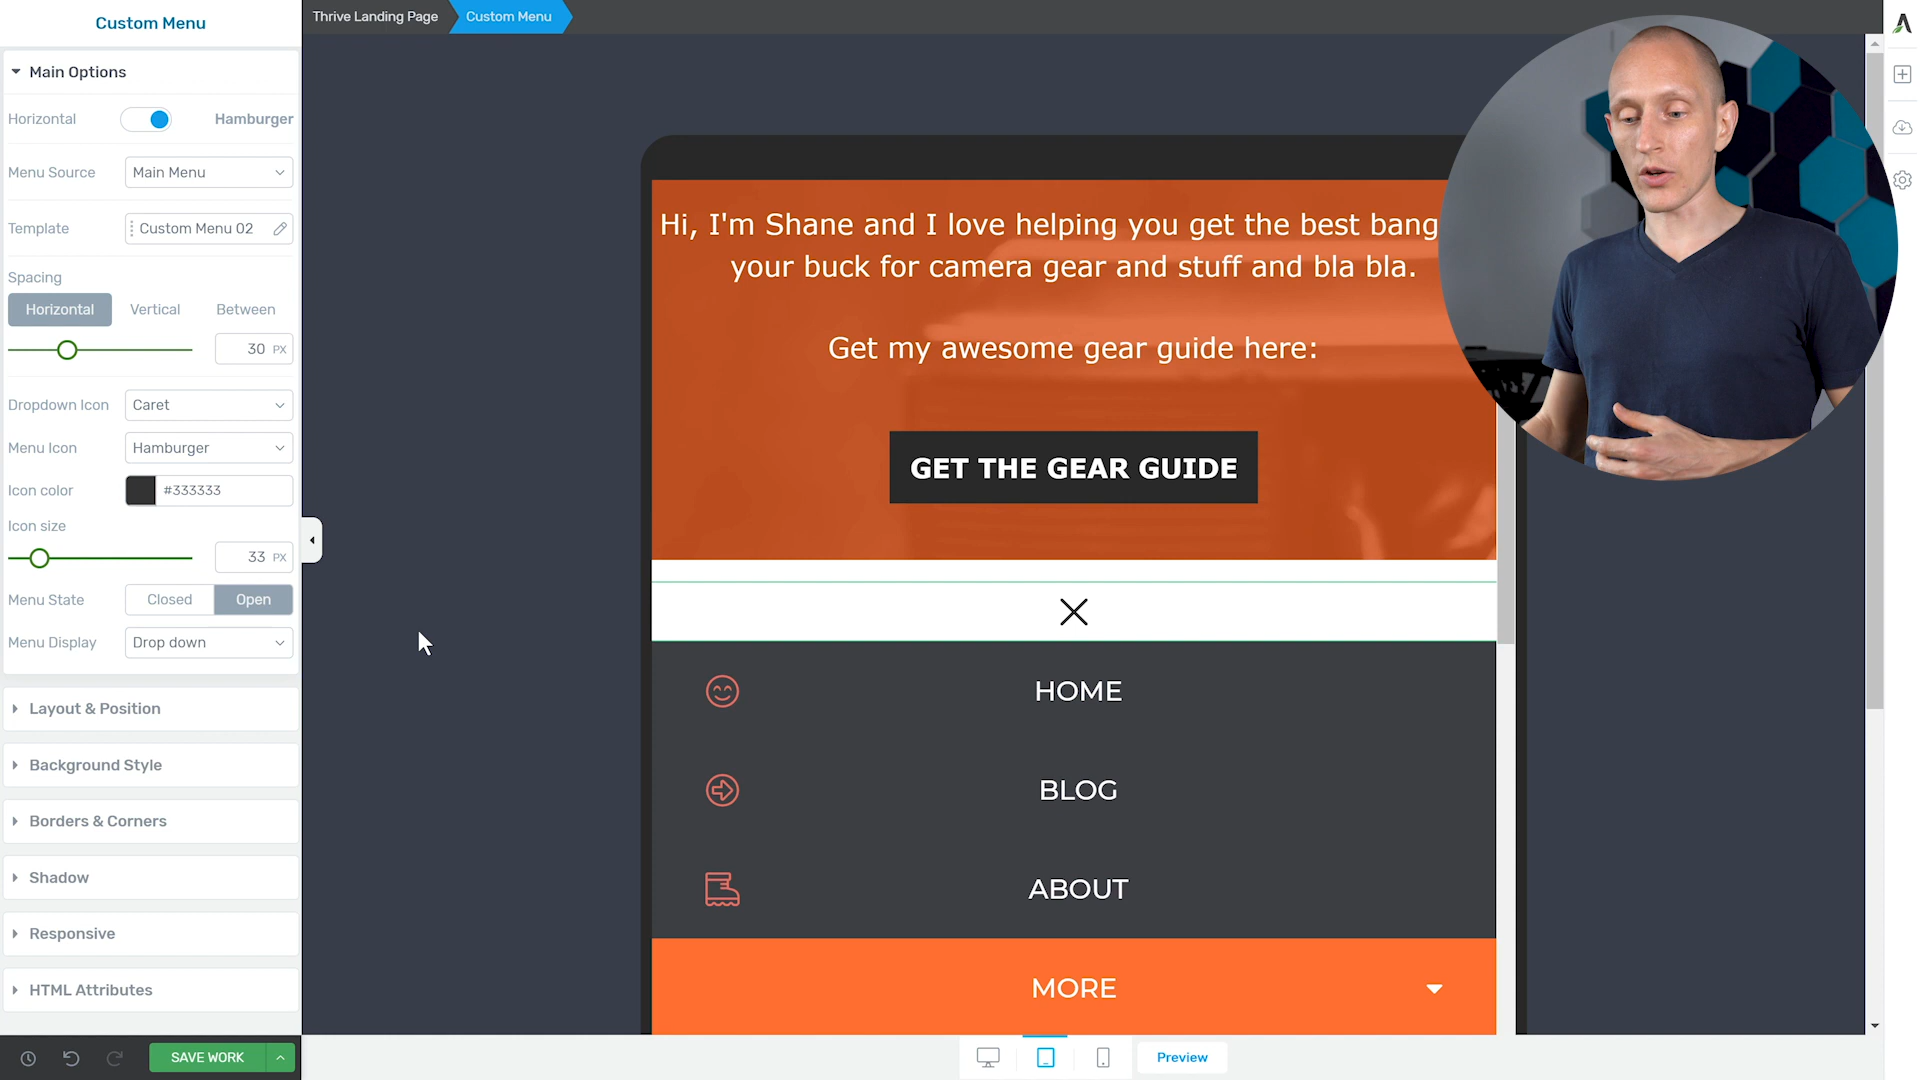 Custom Menu
Thrive Landing Page
Custom Menu
Main Options
Horizontal
Hamburger
Menu Source
Main Menu
Template
Custom Menu 02
Spacing
Horizontal
Vertical
Between
30 PX
Dropdown Icon
Caret
Menu Icon
Hamburger
Icon color
#333333
Icon size
33 PX
Menu State
Closed
Open
Menu Display
Drop down
Layout & Position
Background Style
Borders & Corners
Shadow
Responsive
HTML Attributes
SAVE WORK
Hi, I'm Shane and I love helping you get the best bang
your buck for camera gear and stuff and bla bla.
Get my awesome gear guide here:
GET THE GEAR GUIDE
HOME
BLOG
ABOUT
MORE
Preview